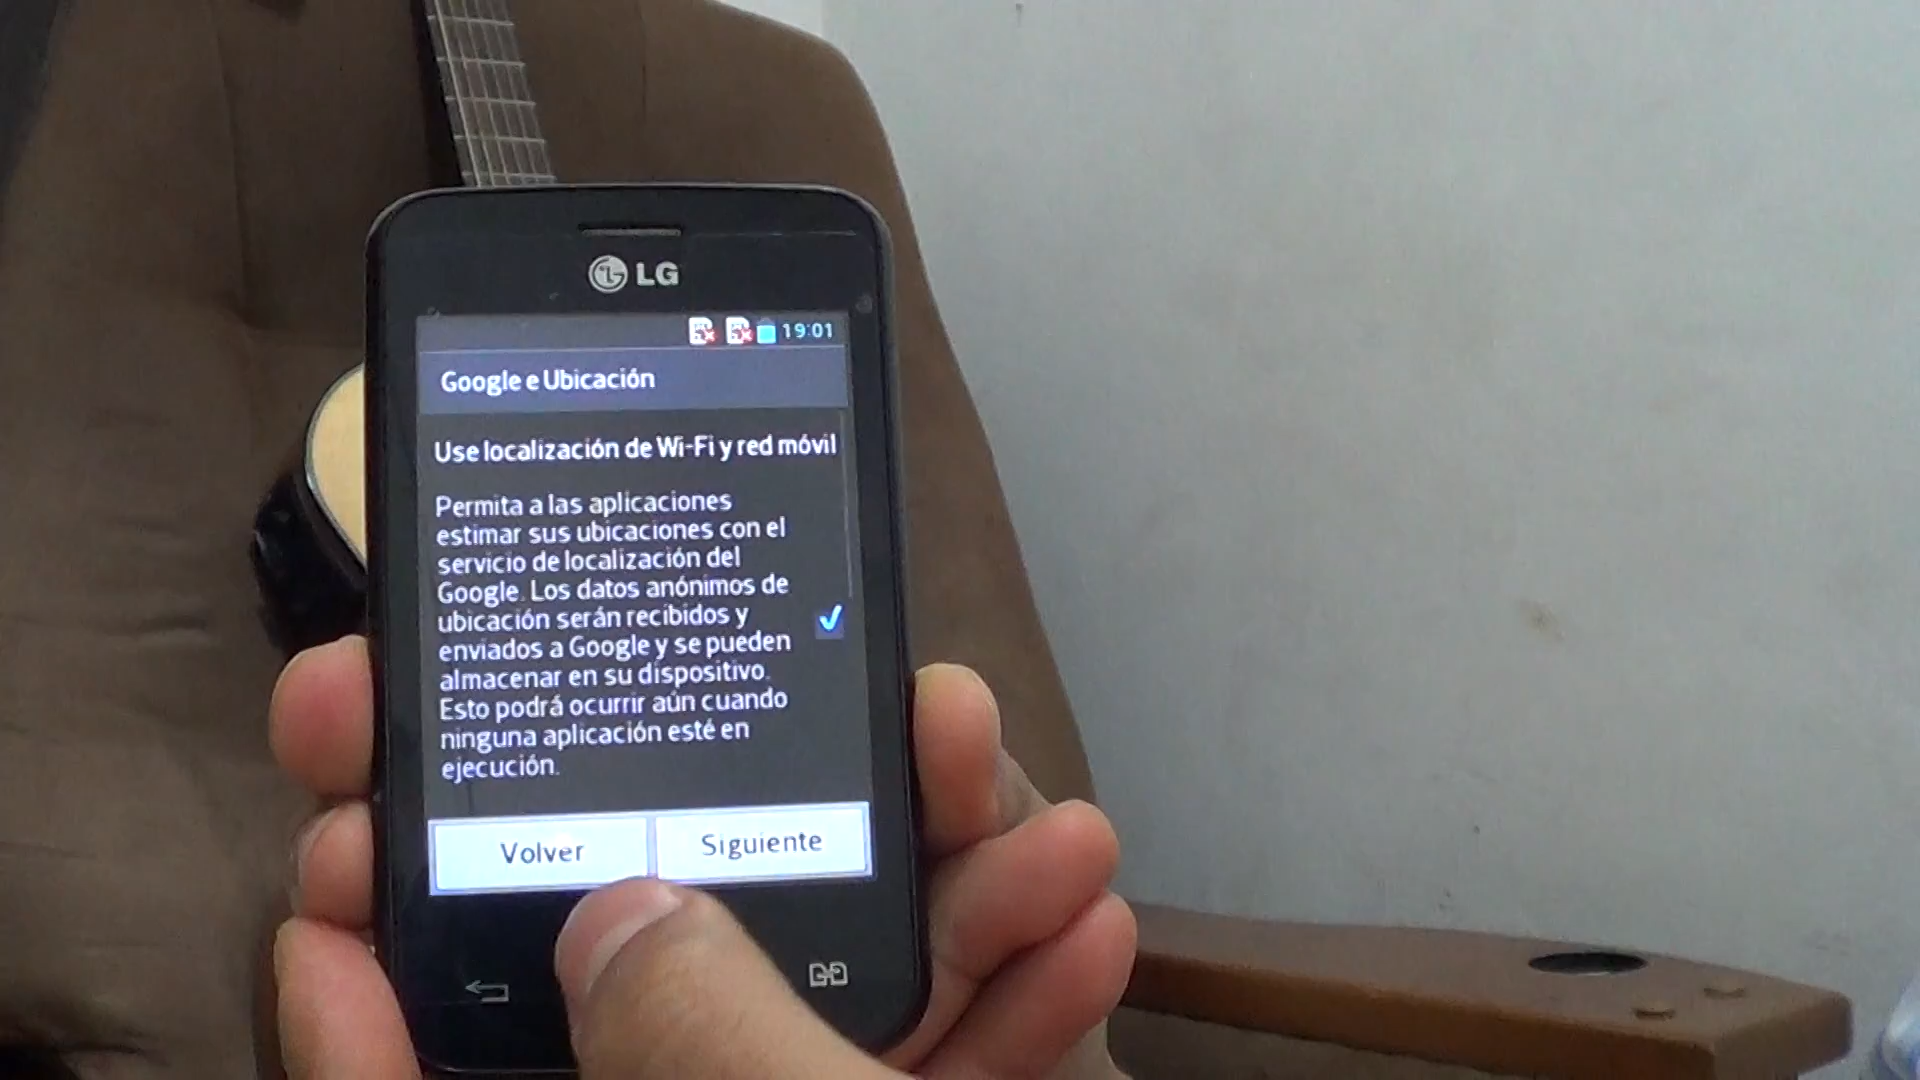 LG
19:01
Google e Ubicación
Use localización de Wi-Fi y red móvil
Permita a las aplicaciones
estimar sus ubicaciones con el
servicio de localización del
Google. Los datos anónimos de
ubicación serán recibidos y
enviados a Google y se pueden
almacenar en su dispositivo.
Esto podrá ocurrir aún cuando
ninguna aplicación esté en
ejecución.
Volver
Siguiente